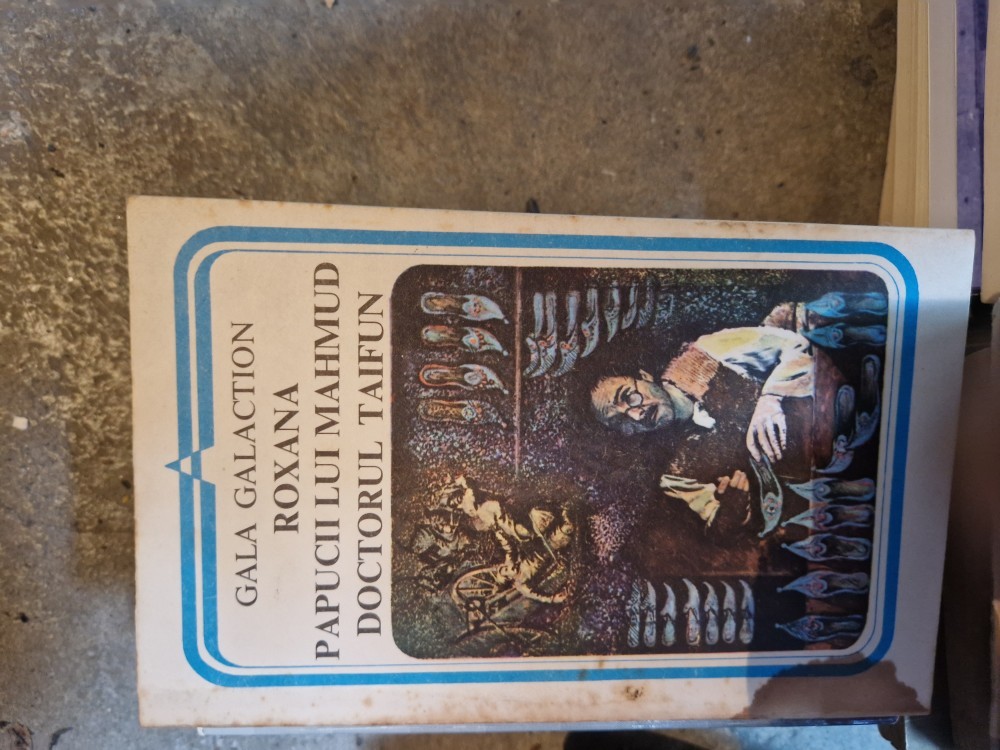 GALA GALACTION
ROXANA
PAPUCII LUI MAHMUD
DOCTORUL TAIFUN